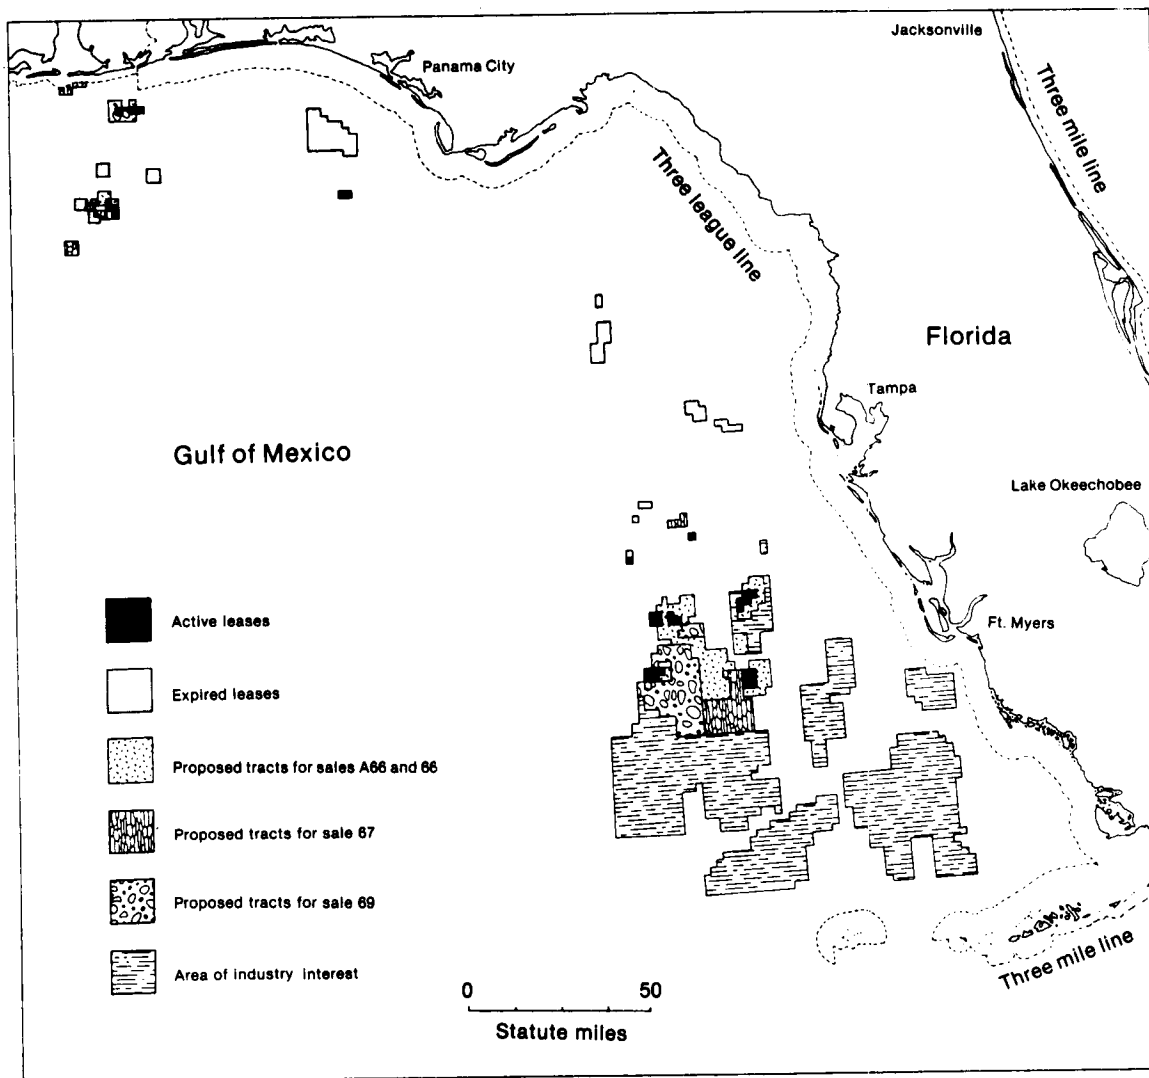 Jacksonville
Panama City
Three mile line
Three league line
Florida
Tampa
Gulf of Mexico
Lake Okeechobee
Ft. Myers
Active leases
Expired leases
Proposed tracts for sales A66 and 66
Proposed tracts for sale 67
Proposed tracts for sale 69
Area of industry interest
Three mile line
0 50
Statute miles